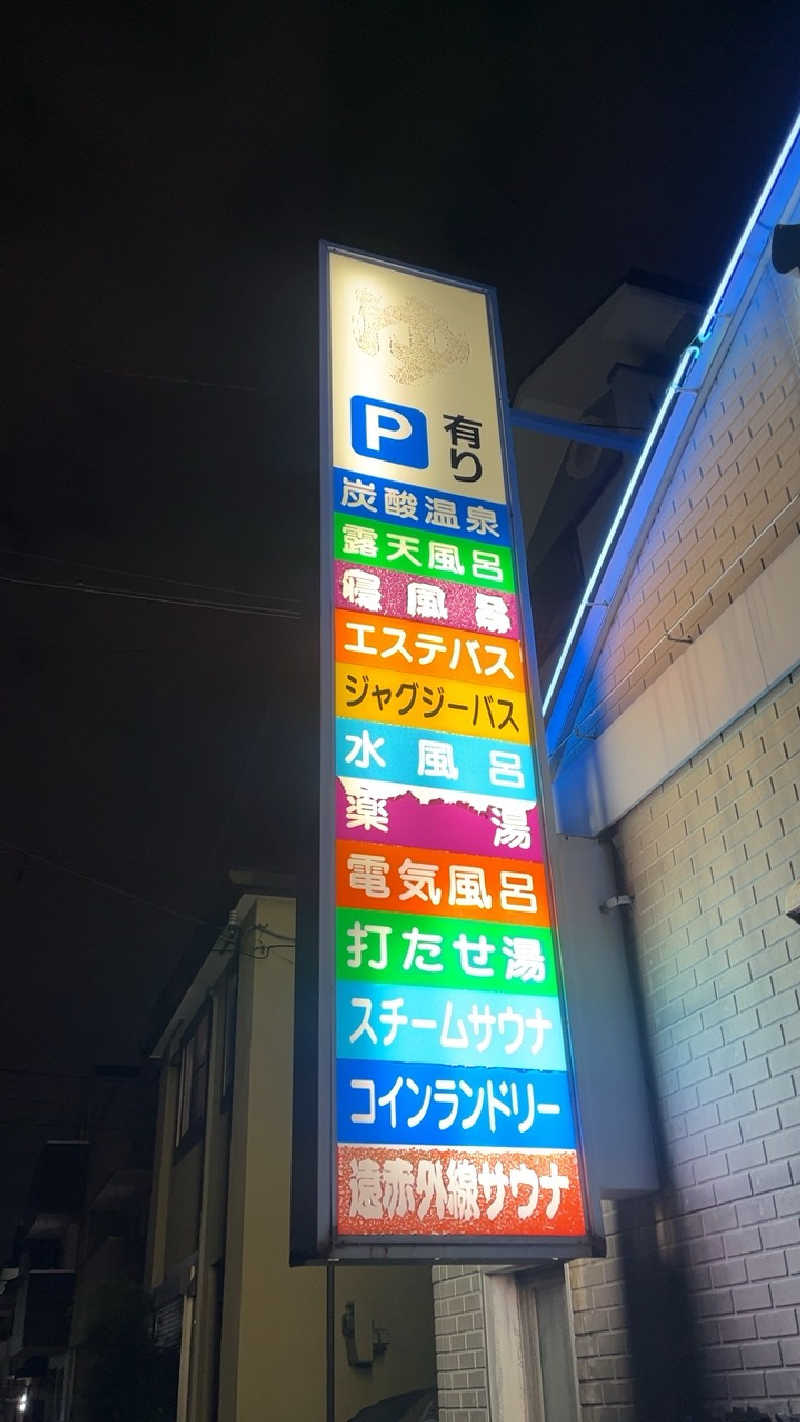 P 有り
炭酸温泉
露天風呂
寝風呂
エステバス
ジャグジーバス
水風呂
薬湯
電気風呂
打たせ湯
スチームサウナ
コインランドリー
遠赤外線サウナ